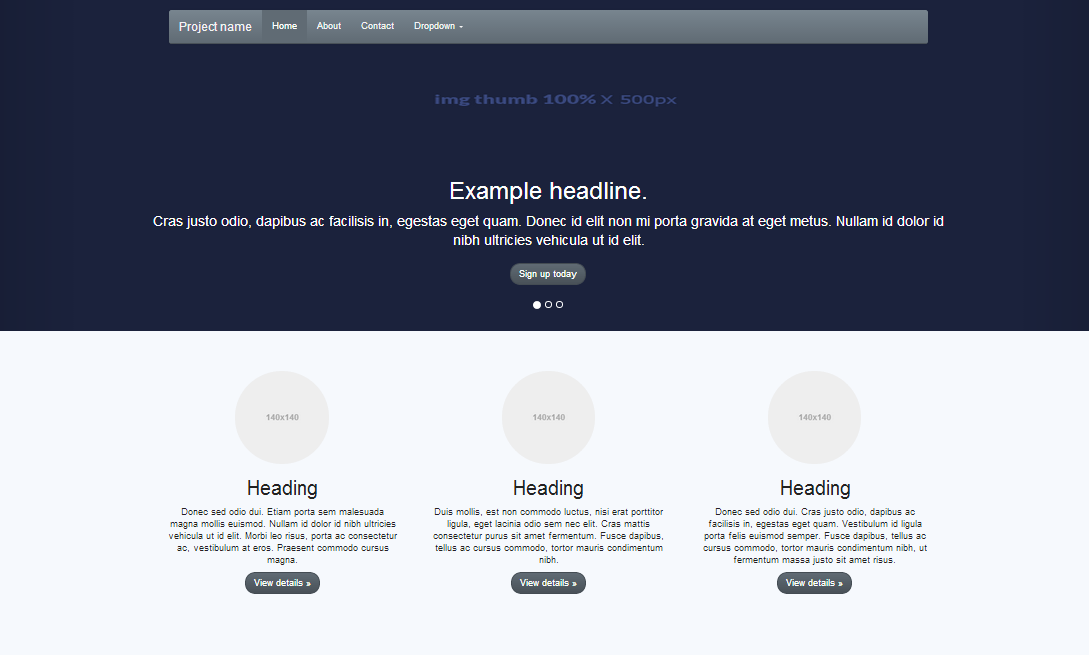 Project name Home About Contact Dropdown
img thumb 100% X 500px
Example headline.
Cras justo odio, dapibus ac facilisis in, egestas eget quam. Donec id elit non mi porta gravida at eget metus. Nullam id dolor id
nibh ultricies vehicula ut id elit.
Sign up today
140x140
Heading
Donec sed odio dui. Etiam porta sem malesuada
magna mollis euismod. Nullam id dolor id nibh ultricies
vehicula ut id elit. Morbi leo risus, porta ac consectetur
ac, vestibulum at eros. Praesent commodo cursus
magna.
View details »
140x140
Heading
Duis mollis, est non commodo luctus, nisi erat porttitor
ligula, eget lacinia odio sem nec elit. Cras mattis
consectetur purus sit amet fermentum. Fusce dapibus,
tellus ac cursus commodo, tortor mauris condimentum
nibh.
View details »
140x140
Heading
Donec sed odio dui. Cras justo odio, dapibus ac
facilisis in, egestas eget quam. Vestibulum id ligula
porta felis euismod semper. Fusce dapibus, tellus ac
cursus commodo, tortor mauris condimentum nibh, ut
fermentum massa justo sit amet risus.
View details »